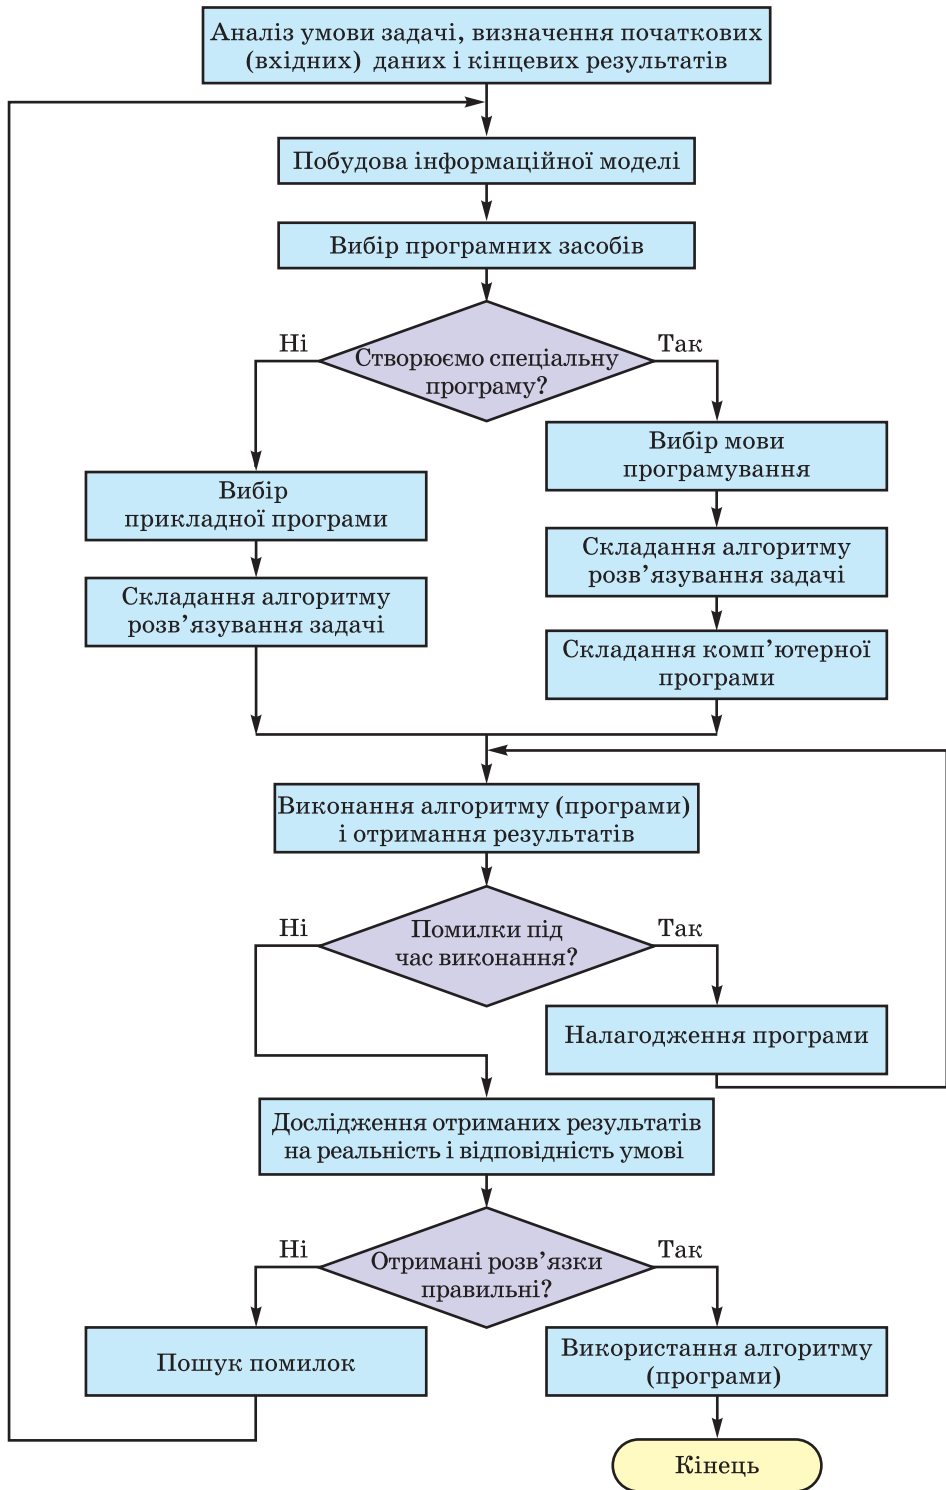 Аналіз умови задачі, визначення початкових
(вхідних) даних і кінцевих результатів
Побудова інформаційної моделі
Вибір програмних засобів
Ні
Так
Створюємо спеціальну
програму?
Вибір мови
програмування
Вибір
прикладної програми
Складання алгоритму
розв’язування задачі
Складання алгоритму
розв’язування задачі
Складання комп’ютерної
програми
Виконання алгоритму (програми)
і отримання результатів
Ні
Так
Помилки під
час виконання?
Налагодження програми
Дослідження отриманих результатів
на реальність і відповідність умові
Ні
Так
Отримані розв’язки
правильні?
Пошук помилок
Використання алгоритму
(програми)
Кінець